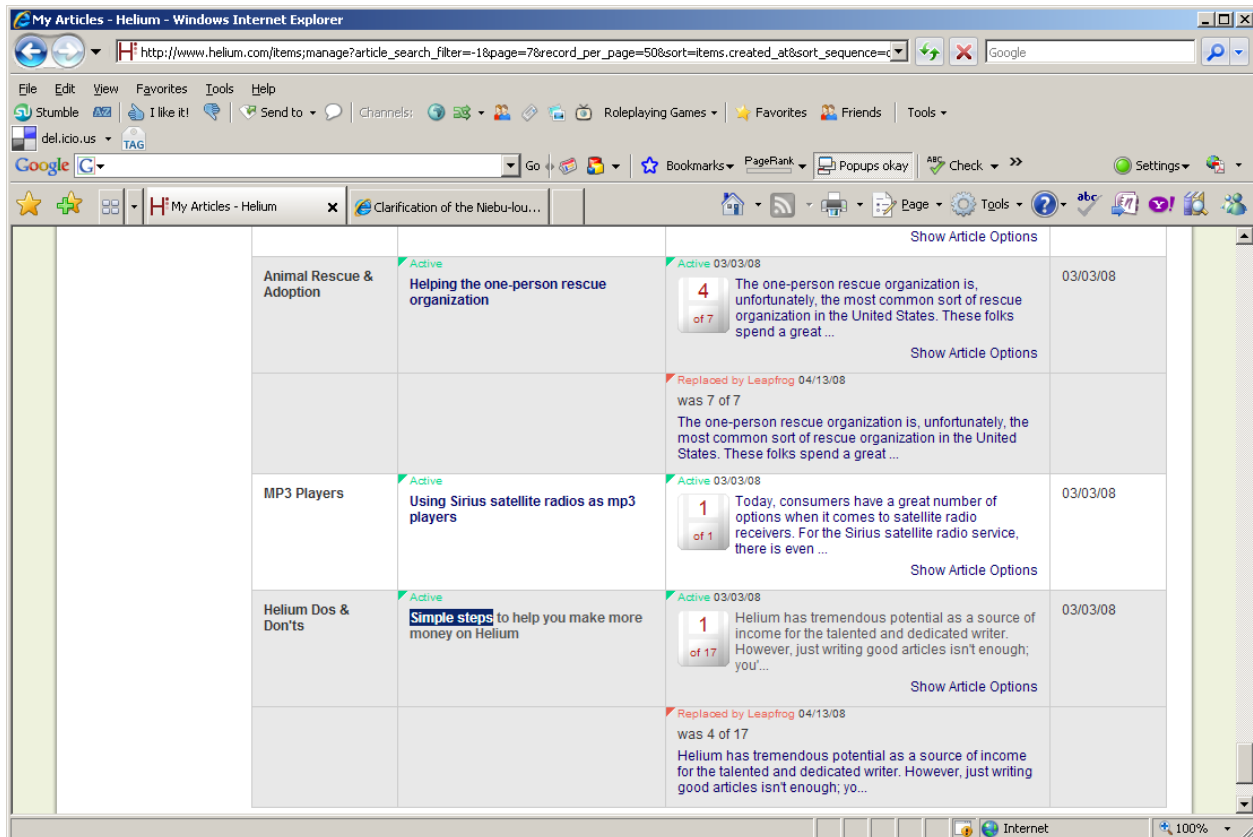 My Articles - Helium - Windows Internet Explorer
http://www.helium.com/items;manage?article_search_filter=-1&page=7&record_per_page=50&sort=items.created_at&sort_sequence=c
Google
File Edit View Favorites Tools Help
Stumble I like it! Send to Channels: Roleplaying Games Favorites Friends Tools
del.icio.us TAG
Google G Go Bookmarks PageRank Popups okay ABC Check » Settings
My Articles - Helium x Clarification of the Niebu-lou... Page Tools abc
Show Article Options
Animal Rescue & Adoption
Active
Helping the one-person rescue
organization
Active 03/03/08
4
of 7
The one-person rescue organization is,
unfortunately, the most common sort of rescue
organization in the United States. These folks
spend a great ...
Show Article Options
03/03/08
Replaced by Leapfrog 04/13/08
was 7 of 7
The one-person rescue organization is, unfortunately, the
most common sort of rescue organization in the United
States. These folks spend a great ...
MP3 Players
Active
Using Sirius satellite radios as mp3
players
Active 03/03/08
1
of 1
Today, consumers have a great number of
options when it comes to satellite radio
receivers. For the Sirius satellite radio service,
there is even ...
Show Article Options
03/03/08
Helium Dos &
Don'ts
Active
Simple steps to help you make more
money on Helium
Active 03/03/08
1
of 17
Helium has tremendous potential as a source of
income for the talented and dedicated writer.
However, just writing good articles isn't enough;
you'...
Show Article Options
03/03/08
Replaced by Leapfrog 04/13/08
was 4 of 17
Helium has tremendous potential as a source of income
for the talented and dedicated writer. However, just writing
good articles isn't enough; yo...
Internet 100%